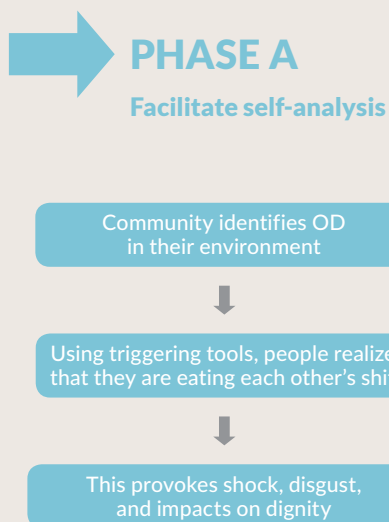 PHASE A
Facilitate self-analysis
Community identifies OD
in their environment
Using triggering tools, people realize
that they are eating each other's shi
This provokes shock, disgust,
and impacts on dignity